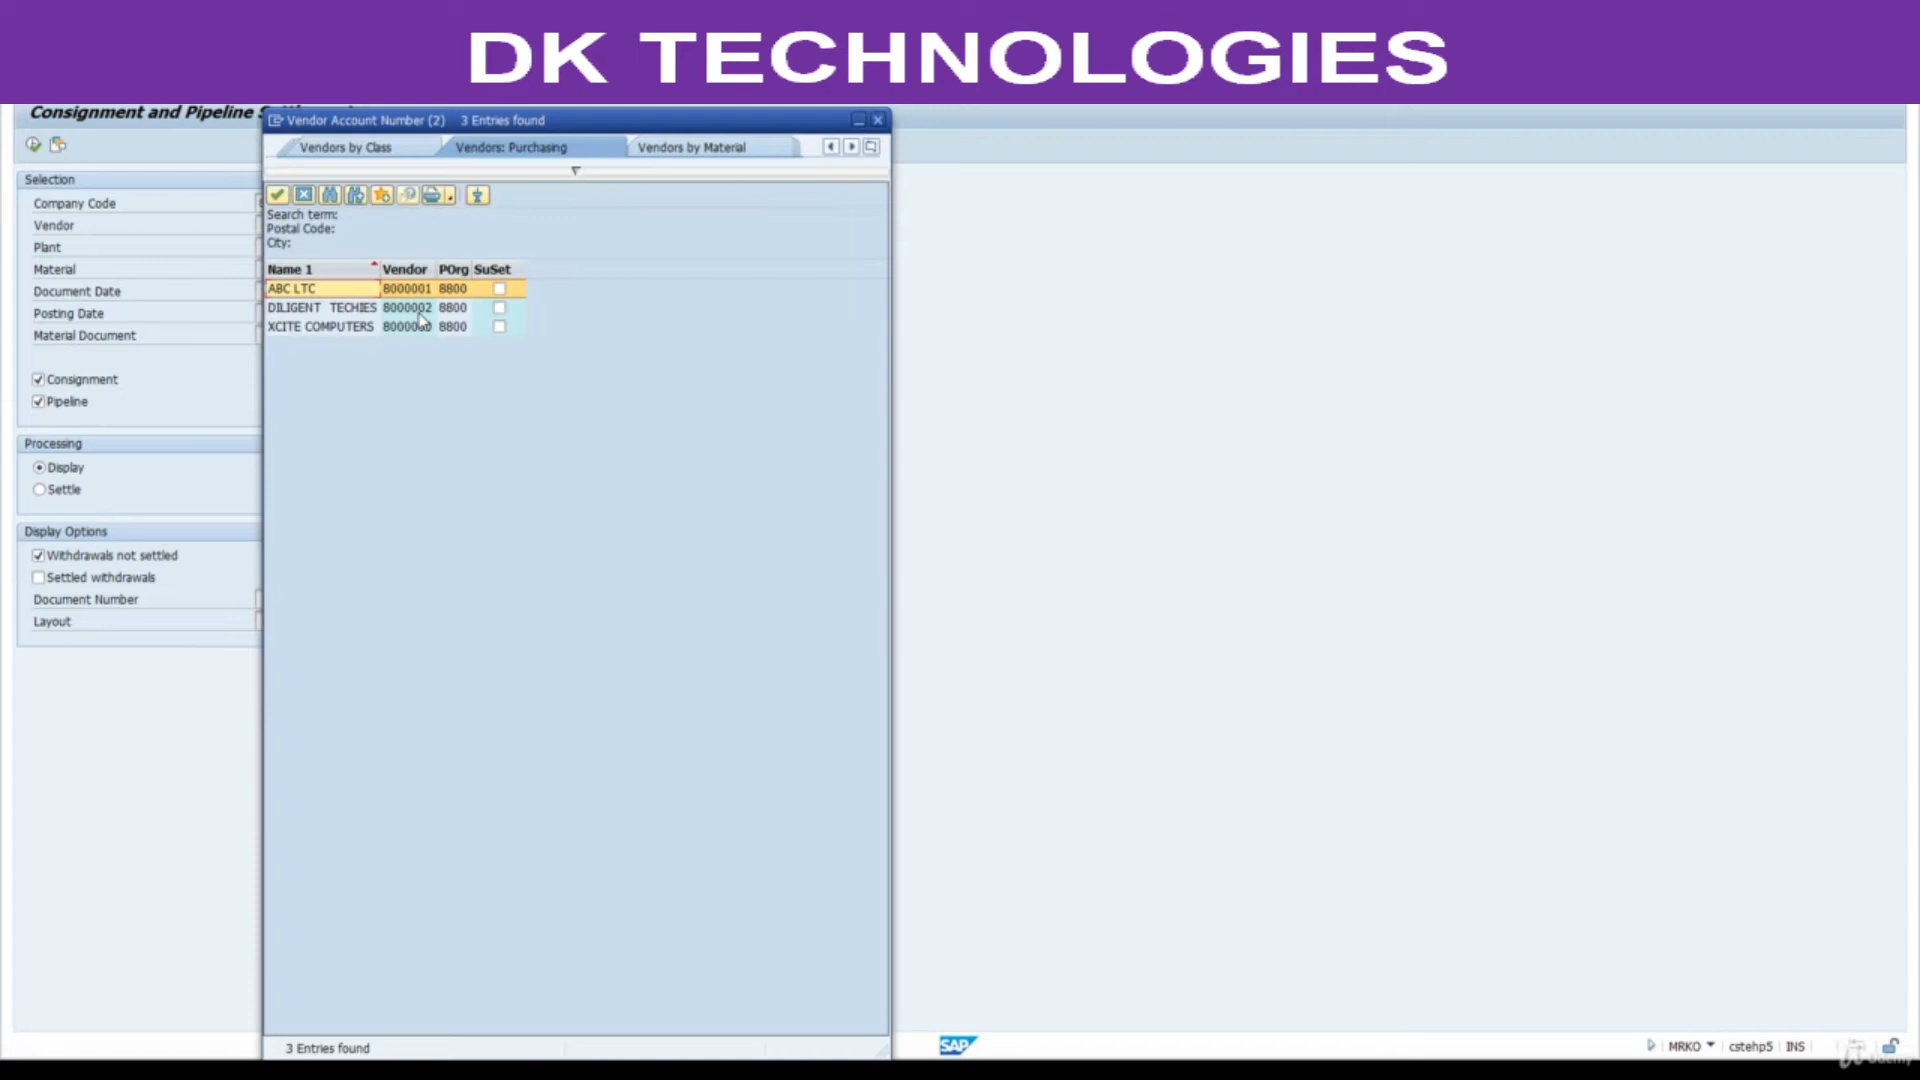 DK TECHNOLOGIES
Consignment and Pipeline
Vendor Account Number (2) 3 Entries found
Vendors by Class Vendors: Purchasing Vendors by Material
Selection
Company Code
Vendor
Plant
Material
Document Date
Posting Date
Material Document
Consignment
Pipeline
Processing
Display
Settle
Display Options
Withdrawals not settled
Settled withdrawals
Document Number
Layout
Search term:
Postal Code:
City:
Name 1 Vendor POrg SuSet
ABC LTC 8000001 8800
DILIGENT TECHIES 8000002 8800
XCITE COMPUTERS 8800
3 Entries found
SAP
MRKO cstehp5 INS
Udemy